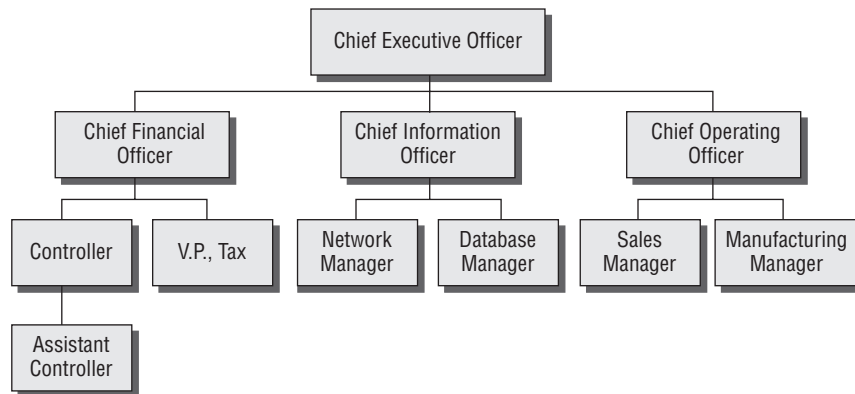 Chief Executive Officer
Chief Financial
Officer
Chief Information
Officer
Chief Operating
Officer
Controller
V.P., Tax
Network
Manager
Database
Manager
Sales
Manager
Manufacturing
Manager
Assistant
Controller